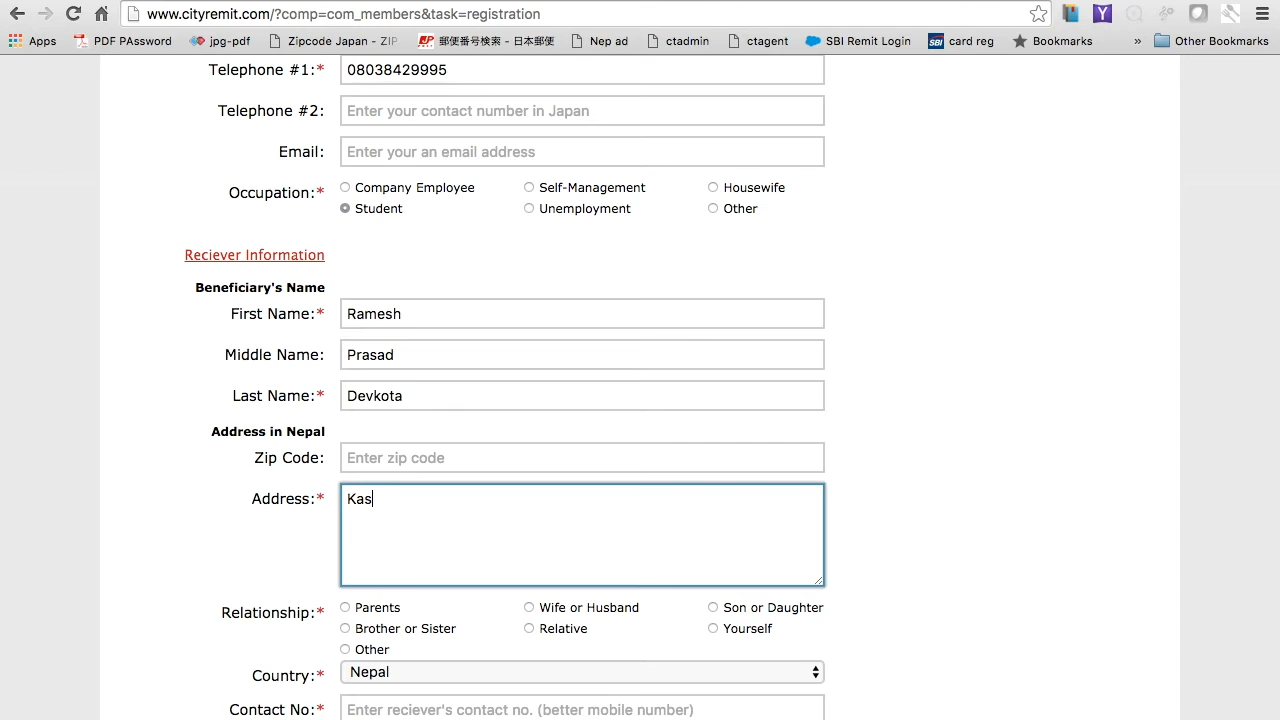 www.cityremit.com/?comp=com_members&task=registration
Apps PDF PAssword jpg-pdf Zipcode Japan - ZIP 郵便番号検索 - 日本郵便 Nep ad ctadmin ctagent SBI Remit Login card reg Bookmarks » Other Bookmarks
Telephone #1:* 08038429995
Telephone #2: Enter your contact number in Japan
Email: Enter your an email address
Occupation:* Company Employee Self-Management Housewife
Student Unemployment Other
Reciever Information
Beneficiary's Name
First Name:* Ramesh
Middle Name: Prasad
Last Name:* Devkota
Address in Nepal
Zip Code: Enter zip code
Address:* Kas
Relationship:* Parents Wife or Husband Son or Daughter
Brother or Sister Relative Yourself
Other
Country:* Nepal
Contact No:* Enter reciever's contact no. (better mobile number)